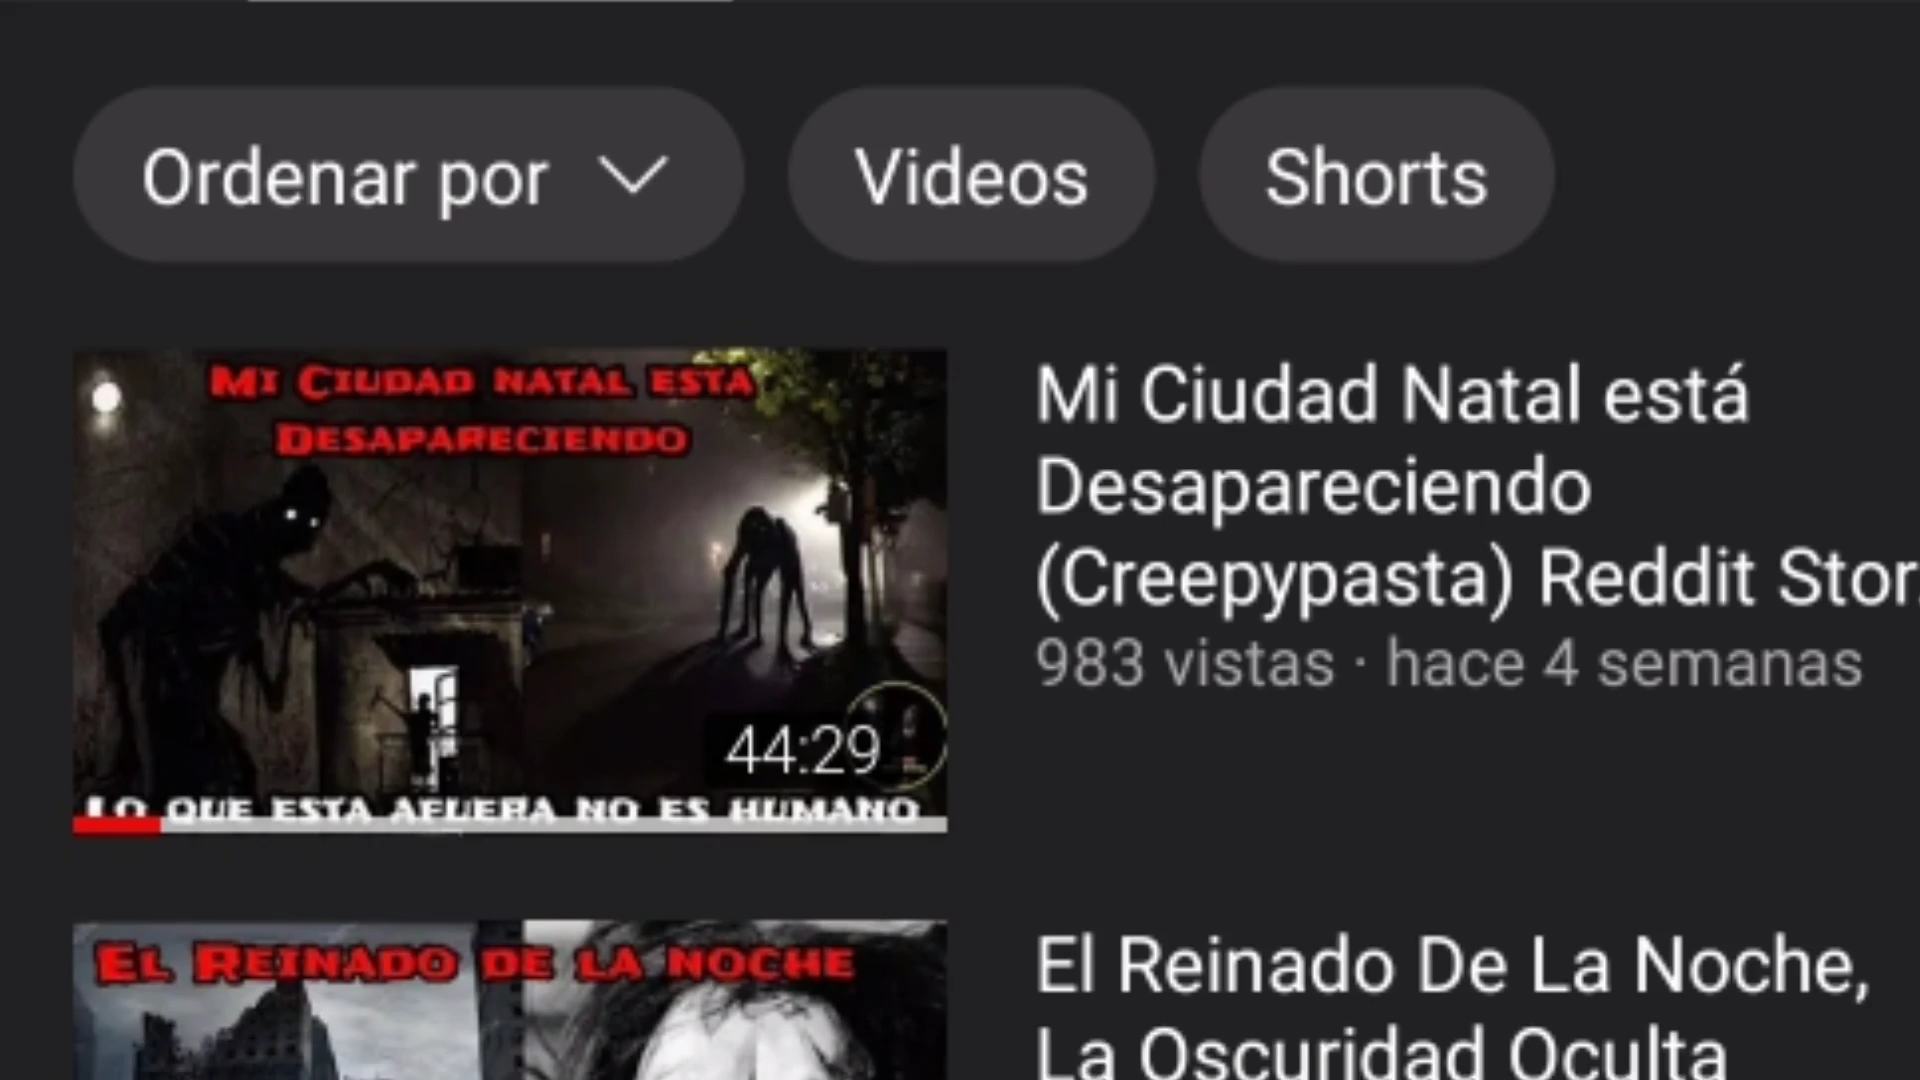 Ordenar por
Videos
Shorts
MI CIUDAD NATAL ESTA
DESAPARECIENDO
44:29
LO QUE ESTA AFUERA NO ES HUMANO
Mi Ciudad Natal está
Desapareciendo
(Creepypasta) Reddit Stor.
983 vistas · hace 4 semanas
EL REINADO DE LA NOCHE
El Reinado De La Noche,
La Oscuridad Oculta